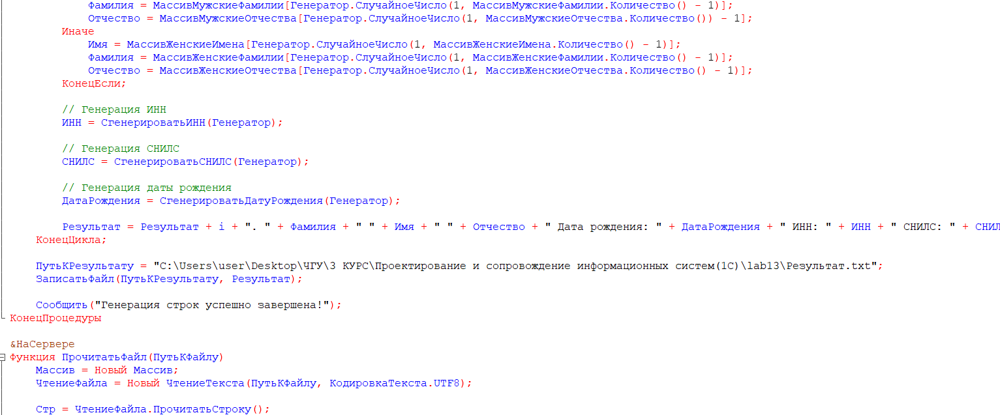 Фамилия = МассивМужскиеФамилии[Генератор.СлучайноеЧисло(1, МассивМужскиеФамилии.Количество() - 1)];
Отчество = МассивМужскиеОтчества[Генератор.СлучайноеЧисло(1, МассивМужскиеОтчества.Количество()) - 1];
Иначе
Имя = МассивЖенскиеИмена[Генератор.СлучайноеЧисло(1, МассивЖенскиеИмена.Количество() - 1)];
Фамилия = МассивЖенскиеФамилии[Генератор.СлучайноеЧисло(1, МассивЖенскиеФамилии.Количество() - 1)];
Отчество = МассивЖенскиеОтчества[Генератор.СлучайноеЧисло(1, МассивЖенскиеОтчества.Количество() - 1)];
КонецЕсли;
// Генерация ИНН
ИНН = СгенерироватьИНН(Генератор);
// Генерация СНИЛС
СНИЛС = СгенерироватьСНИЛС(Генератор);
// Генерация даты рождения
ДатаРождения = СгенерироватьДатуРождения(Генератор);
Результат = Результат + i + ". " + Фамилия + " " + Имя + " " + Отчество + " Дата рождения: " + ДатаРождения + " ИНН: " + ИНН + " СНИЛС: " + СНИЛ
КонецЦикла;
ПутьКРезультату = "C:\Users\user\Desktop\ЧГУ\3 КУРС\Проектирование и сопровождение информационных систем(1С)\lab13\Результат.txt";
ЗаписатьФайл(ПутьКРезультату, Результат);
Сообщить("Генерация строк успешно завершена!");
КонецПроцедуры
&НаСервере
Функция ПрочитатьФайл(ПутьКФайлу)
Массив = Новый Массив;
ЧтениеФайла = Новый ЧтениеТекста(ПутьКФайлу, КодировкаТекста.UTF8);
Стр = ЧтениеФайла.ПрочитатьСтроку();